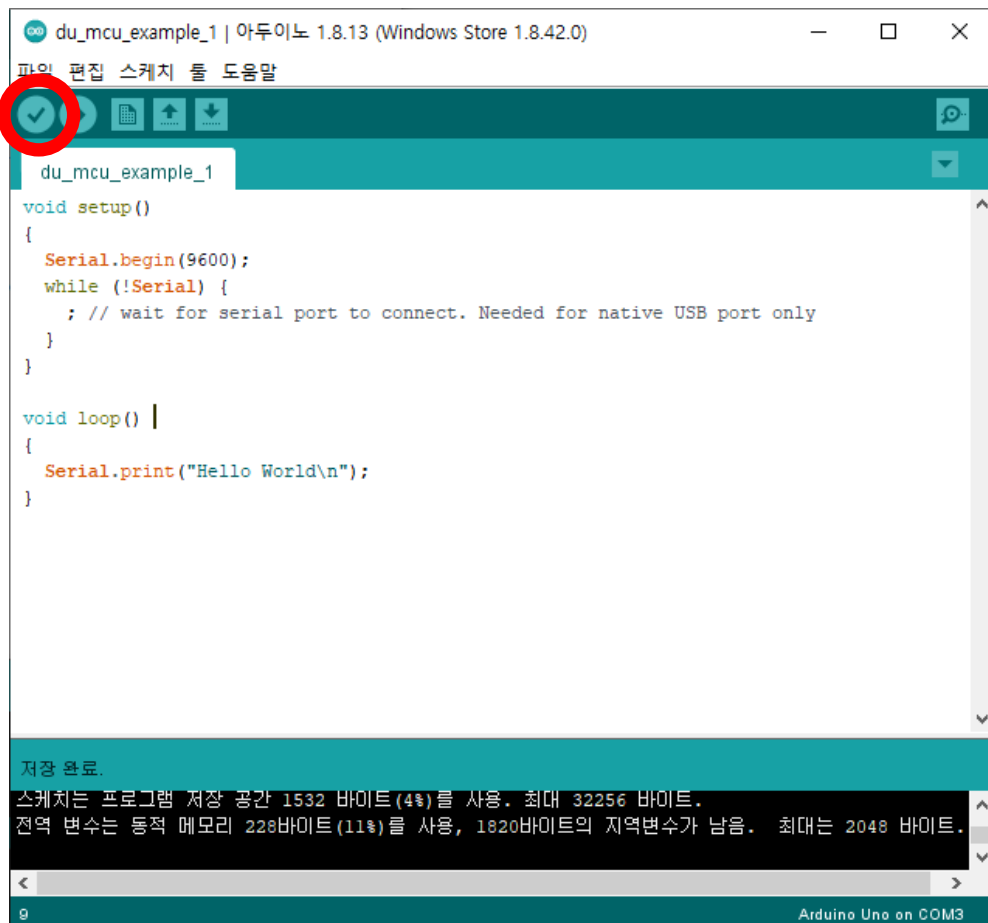 du_mcu_example_1 | 아두이노 1.8.13 (Windows Store 1.8.42.0)
파일 편집 스케치 툴 도움말
du_mcu_example_1
void setup()
{
  Serial.begin(9600);
  while (!Serial) {
    ; // wait for serial port to connect. Needed for native USB port only
  }
}
void loop()
{
  Serial.print("Hello World\n");
}
저장 완료.
스케치는 프로그램 저장 공간 1532 바이트(4%)를 사용. 최대 32256 바이트.
전역 변수는 동적 메모리 228바이트(11%)를 사용, 1820바이트의 지역변수가 남음.  최대는 2048 바이트.
9
Arduino Uno on COM3